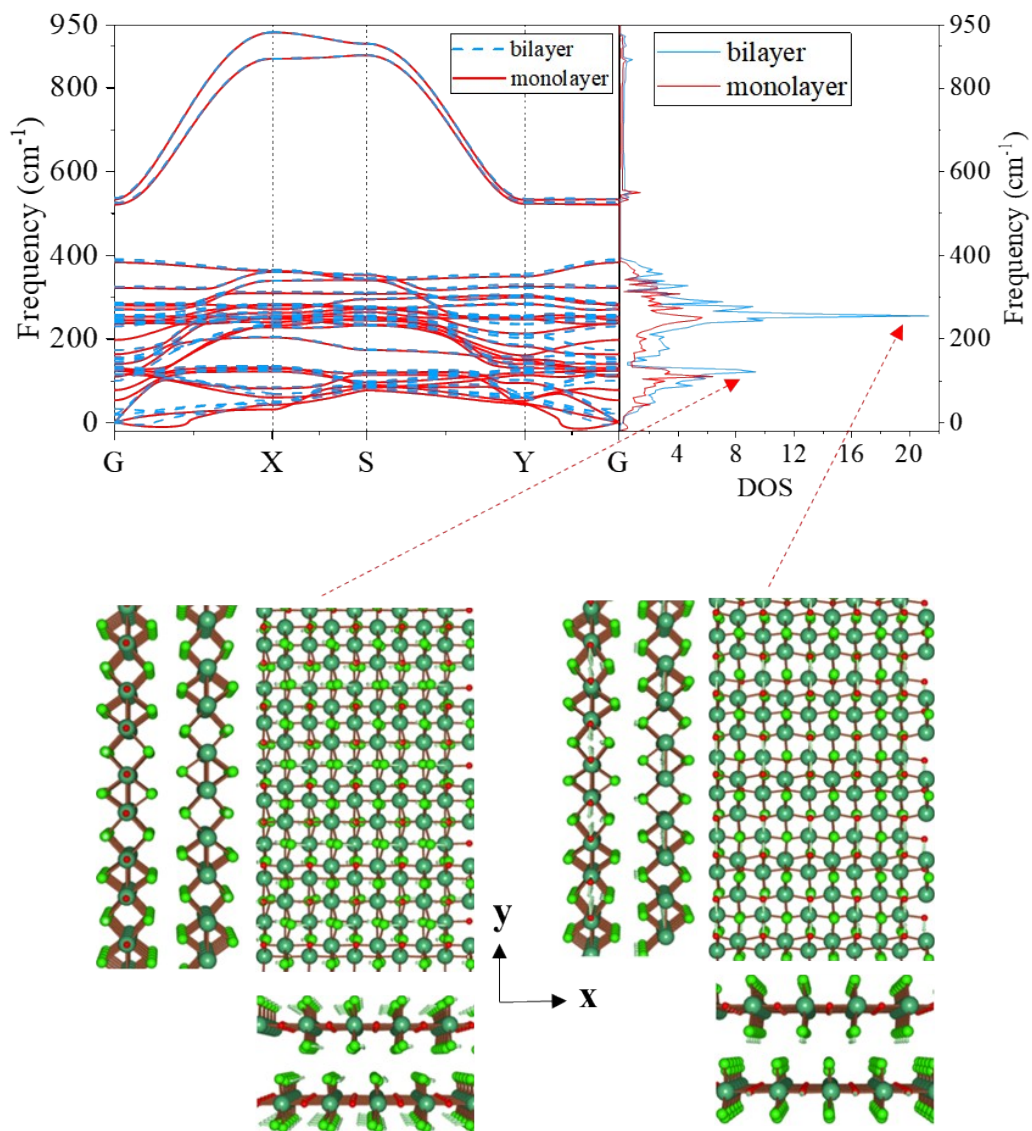 950
800
600
400
200
0
Frequency (cm-1)
bilayer
monolayer
G
X
S
Y
G
bilayer
monolayer
950
800
600
400
200
0
Frequency (cm-1)
4
8
12
16
20
DOS
y
x